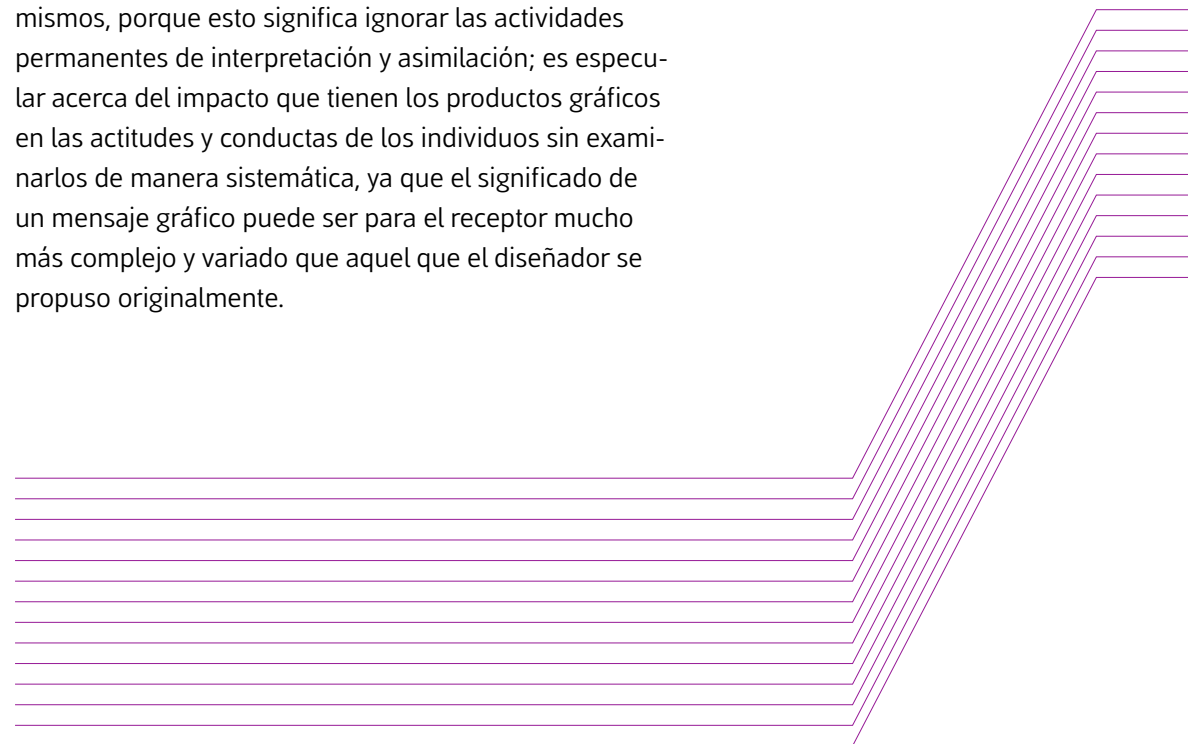 mismos, porque esto significa ignorar las actividades
permanentes de interpretación y asimilación; es especu-
lar acerca del impacto que tienen los productos gráficos
en las actitudes y conductas de los individuos sin exami-
narlos de manera sistemática, ya que el significado de
un mensaje gráfico puede ser para el receptor mucho
más complejo y variado que aquel que el diseñador se
propuso originalmente.